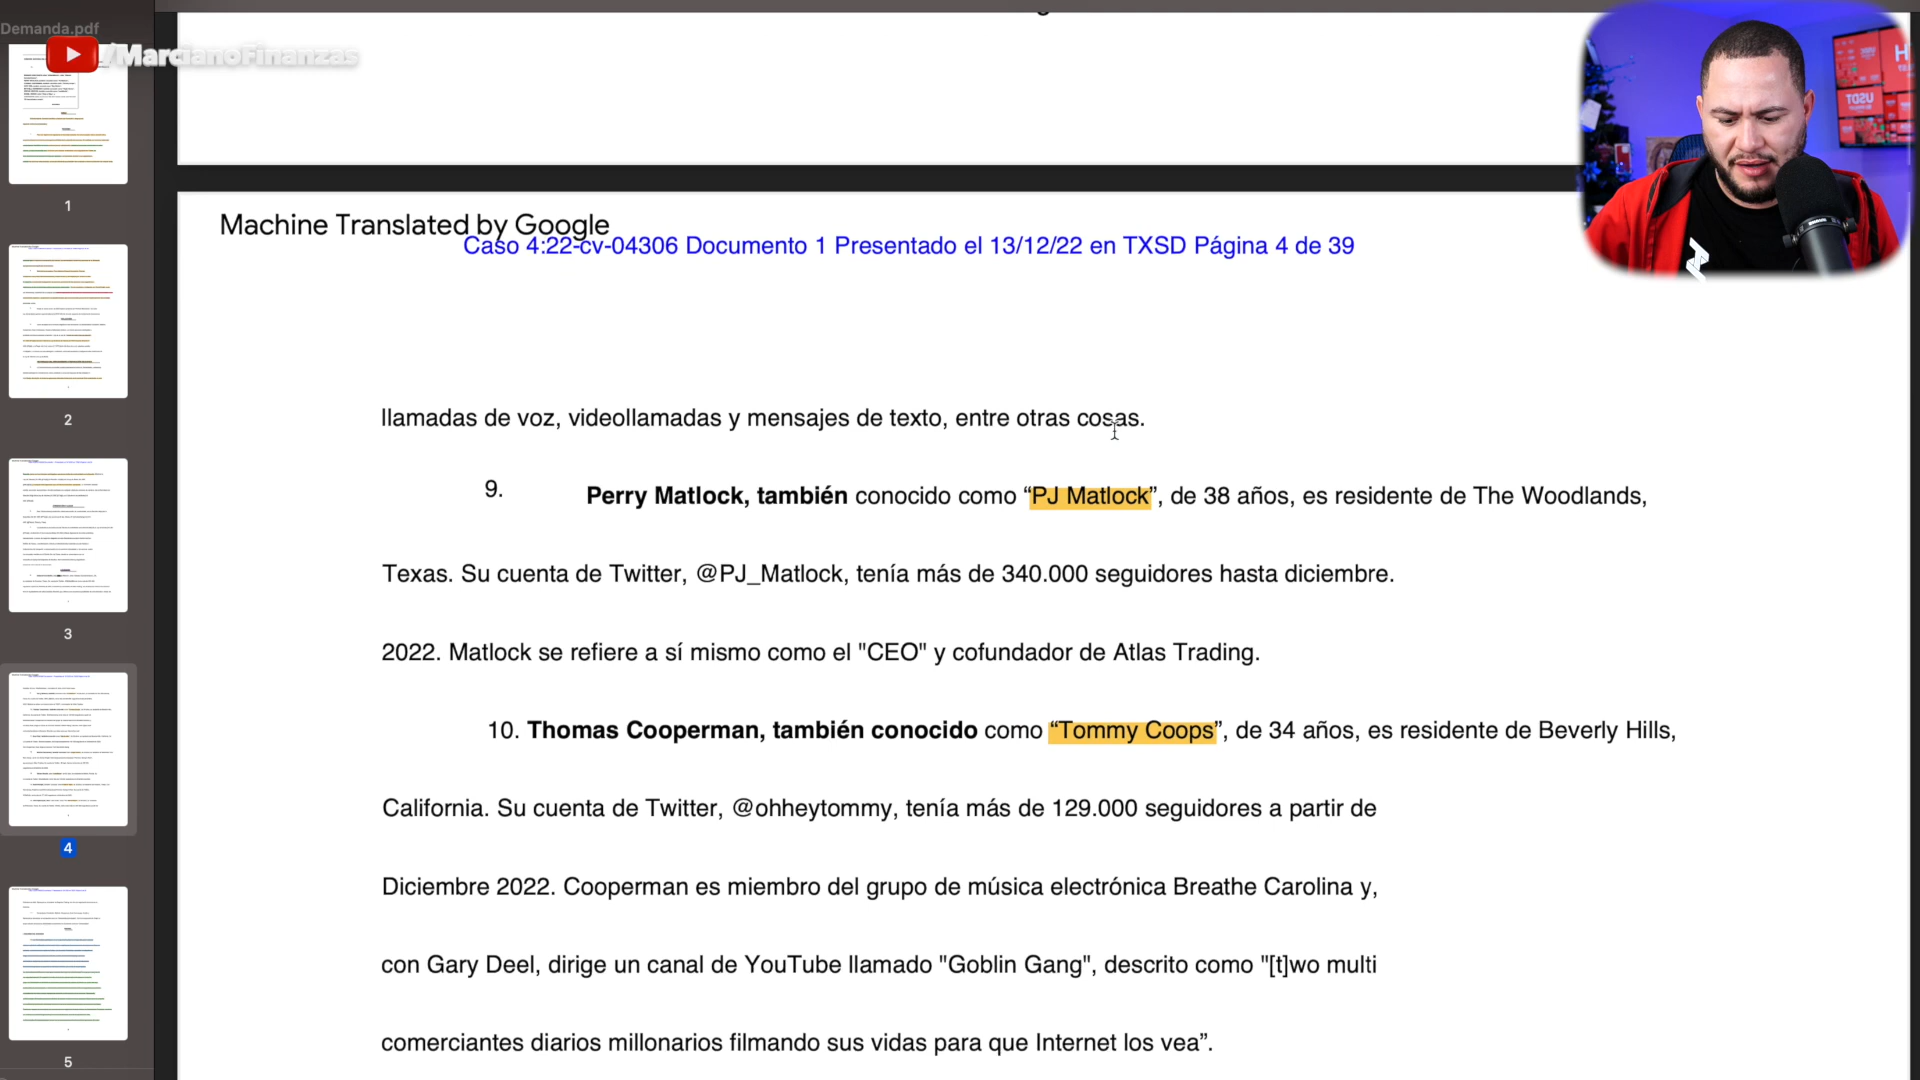 Demanda.pdf
/MarcianoFinanzas
Machine Translated by Google
Caso 4:22-cv-04306 Documento 1 Presentado el 13/12/22 en TXSD Página 4 de 39
llamadas de voz, videollamadas y mensajes de texto, entre otras cosas.
9. Perry Matlock, también conocido como “PJ Matlock”, de 38 años, es residente de The Woodlands,
Texas. Su cuenta de Twitter, @PJ_Matlock, tenía más de 340.000 seguidores hasta diciembre.
2022. Matlock se refiere a sí mismo como el "CEO" y cofundador de Atlas Trading.
10. Thomas Cooperman, también conocido como “Tommy Coops”, de 34 años, es residente de Beverly Hills,
California. Su cuenta de Twitter, @ohheytommy, tenía más de 129.000 seguidores a partir de
Diciembre 2022. Cooperman es miembro del grupo de música electrónica Breathe Carolina y,
con Gary Deel, dirige un canal de YouTube llamado "Goblin Gang", descrito como "[t]wo multi
comerciantes diarios millonarios filmando sus vidas para que Internet los vea”.
1
2
3
4
5
USDT